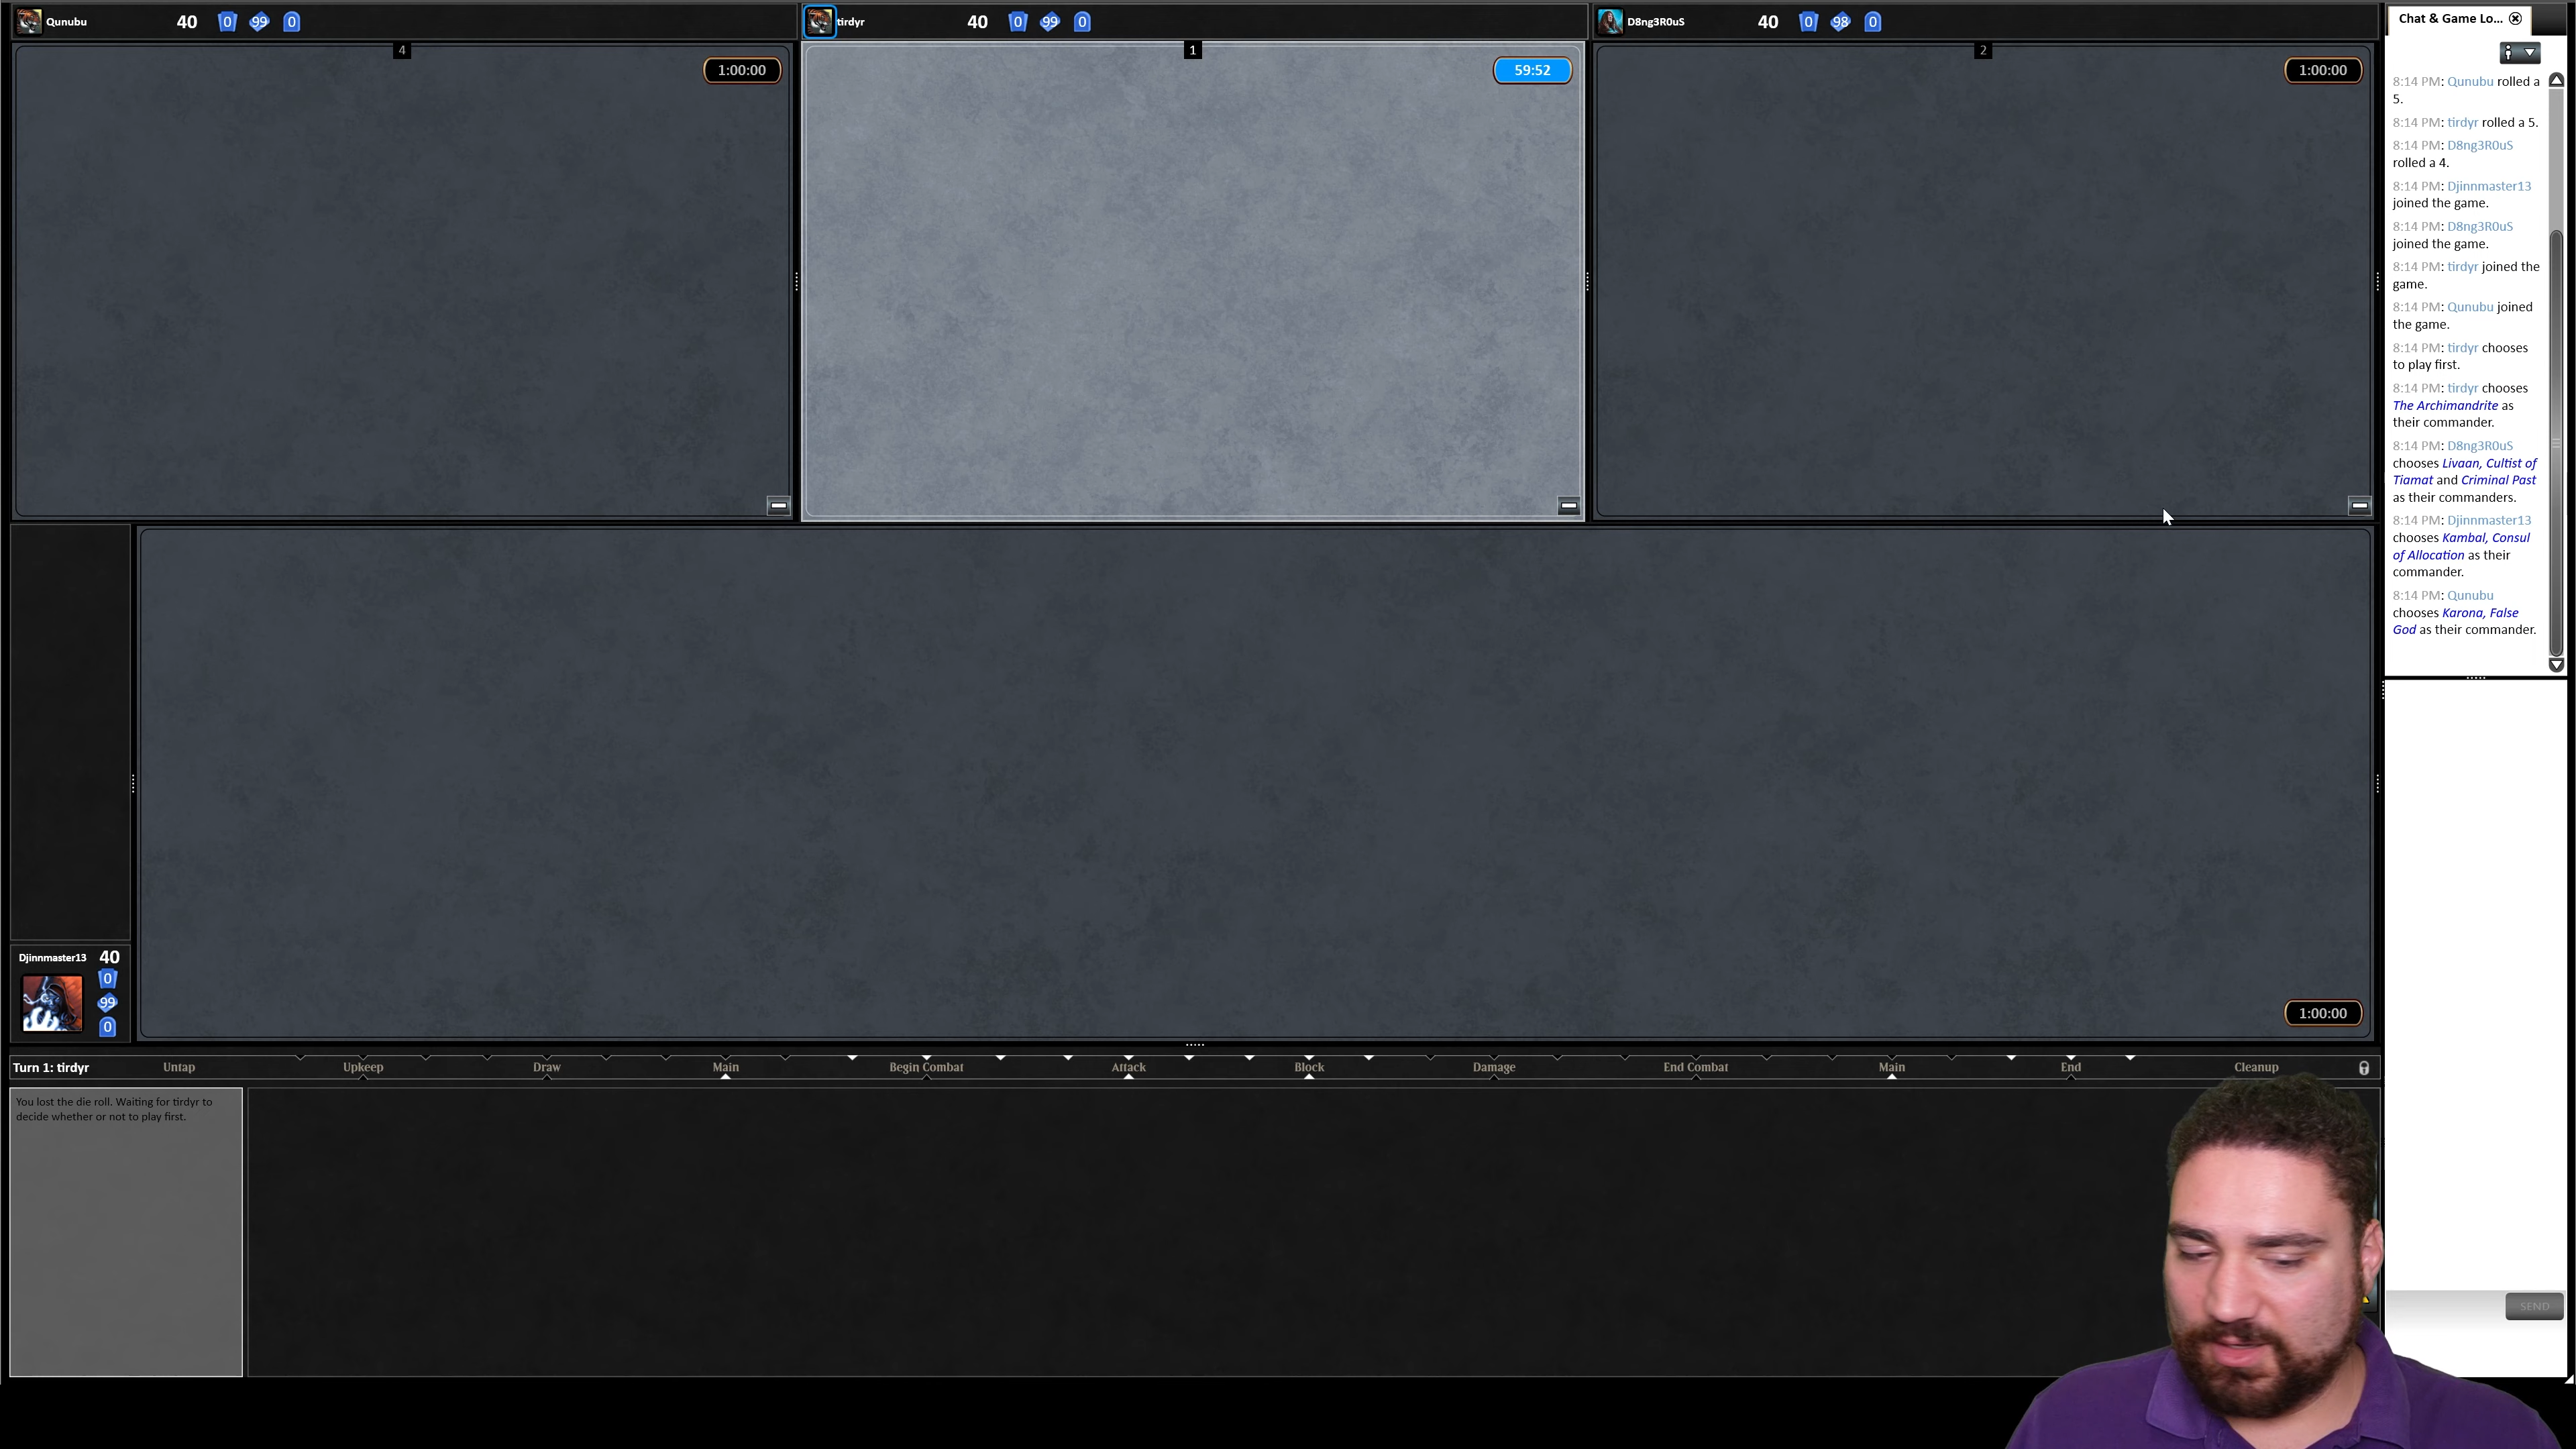 Qunubu 40 0 99 0
tirdyr 40 0 99 0
D8ng3R0uS 40 0 98 0
4
1
2
1:00:00
59:52
1:00:00
Chat & Game Lo...
8:14 PM: Qunubu rolled a
5.
8:14 PM: tirdyr rolled a 5.
8:14 PM: D8ng3R0uS
rolled a 4.
8:14 PM: Djinnmaster13
joined the game.
8:14 PM: D8ng3R0uS
joined the game.
8:14 PM: tirdyr joined the
game.
8:14 PM: Qunubu joined
the game.
8:14 PM: tirdyr chooses
to play first.
8:14 PM: tirdyr chooses
The Archimandrite as
their commander.
8:14 PM: D8ng3R0uS
chooses Livaan, Cultist of
Tiamat and Criminal Past
as their commanders.
8:14 PM: Djinnmaster13
chooses Kambal, Consul
of Allocation as their
commander.
8:14 PM: Qunubu
chooses Karona, False
God as their commander.
Djinnmaster13 40
0
99
0
1:00:00
Turn 1: tirdyr Untap Upkeep Draw Main Begin Combat Attack Block Damage End Combat Main End Cleanup
You lost the die roll. Waiting for tirdyr to
decide whether or not to play first.
SEND